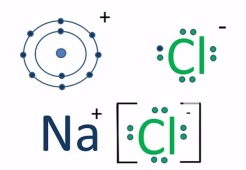 + Cl -
Na + [ Cl - ]